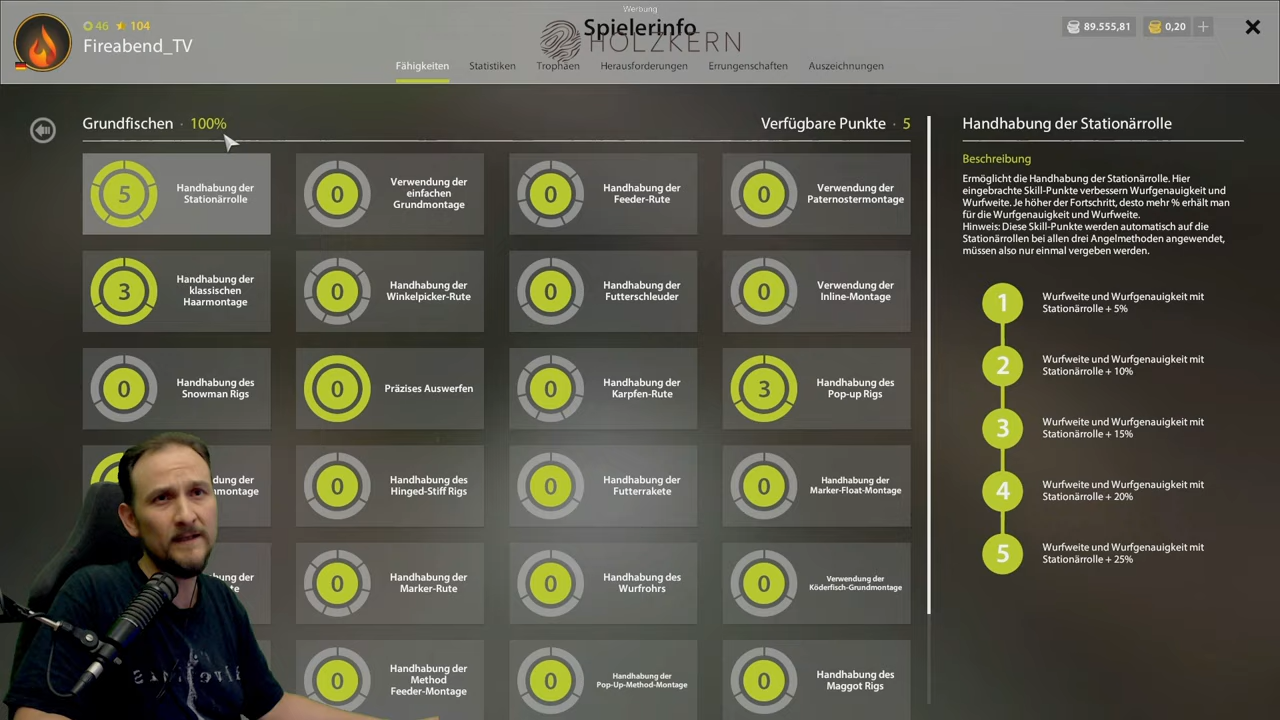 Werbung
46 104
Spielerinfo
HOLZKERN
Fireabend_TV
89.555,81
0,20
Fähigkeiten
Statistiken
Trophäen
Herausforderungen
Errungenschaften
Auszeichnungen
Grundfischen · 100%
Verfügbare Punkte · 5
5
Handhabung der
Stationärrolle
0
Verwendung der
einfachen
Grundmontage
0
Handhabung der
Feeder-Rute
0
Verwendung der
Paternostermontage
3
Handhabung der
klassischen
Haarmontage
0
Handhabung der
Winkelpicker-Rute
0
Handhabung der
Futterschleuder
0
Verwendung der
Inline-Montage
0
Handhabung des
Snowman Rigs
0
Präzises Auswerfen
0
Handhabung der
Karpfen-Rute
3
Handhabung des
Pop-up Rigs
0
Handhabung des
Hinged-Stiff Rigs
0
Handhabung der
Futterrakete
0
Handhabung der
Marker-Float-Montage
0
Handhabung der
Marker-Rute
0
Handhabung des
Wurfrohrs
0
Verwendung der
Köderfisch-Grundmontage
0
Handhabung der
Method
Feeder-Montage
0
Handhabung der
Pop-Up-Method-Montage
0
Handhabung des
Maggot Rigs
Handhabung der Stationärrolle
Beschreibung
Ermöglicht die Handhabung der Stationärrolle. Hier
eingebrachte Skill-Punkte verbessern Wurfgenauigkeit und
Wurfweite. Je höher der Fortschritt, desto mehr % erhält man
für die Wurfgenauigkeit und Wurfweite.
Hinweis: Diese Skill-Punkte werden automatisch auf die
Stationärrollen bei allen drei Angelmethoden angewendet,
müssen also nur einmal vergeben werden.
1
Wurfweite und Wurfgenauigkeit mit
Stationärrolle + 5%
2
Wurfweite und Wurfgenauigkeit mit
Stationärrolle + 10%
3
Wurfweite und Wurfgenauigkeit mit
Stationärrolle + 15%
4
Wurfweite und Wurfgenauigkeit mit
Stationärrolle + 20%
5
Wurfweite und Wurfgenauigkeit mit
Stationärrolle + 25%